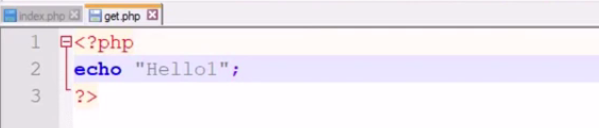 index.php get.php
1 <?php
2 echo "Hello1";
3 ?>